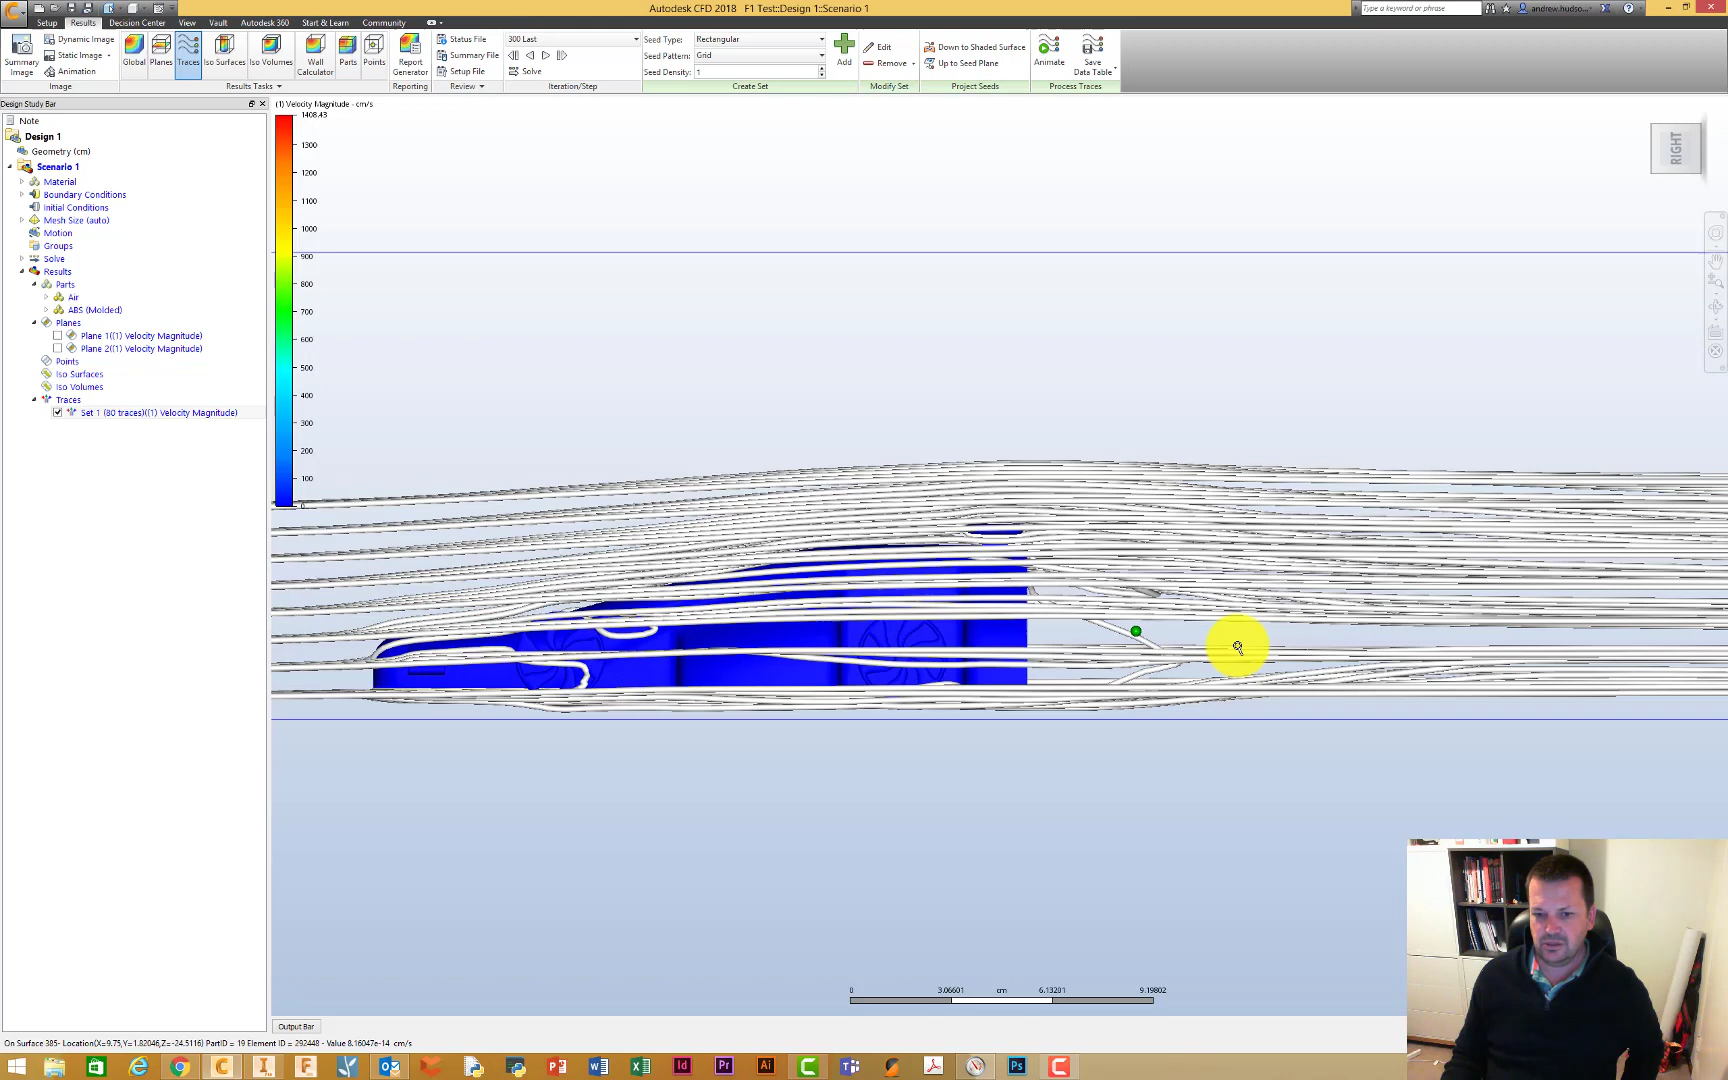 Autodesk CFD 2018 F1 Test::Design 1::Scenario 1
Type a keyword or phrase
andrew.hudso...
Setup Results Decision Center View Vault Autodesk 360 Start & Learn Community
Summary Image
Dynamic Image
Static Image
Animation
Image
Global
Planes
Traces
Iso Surfaces
Iso Volumes
Wall Calculator
Parts
Points
Results Tasks
Report Generator
Reporting
Status File
Summary File
Setup File
Review
300 Last
Solve
Iteration/Step
Seed Type: Rectangular
Seed Pattern: Grid
Seed Density: 1
Create Set
Add
Edit
Remove
Modify Set
Down to Shaded Surface
Up to Seed Plane
Project Seeds
Animate
Save Data Table
Process Traces
Design Study Bar
Note
Design 1
Geometry (cm)
Scenario 1
Material
Boundary Conditions
Initial Conditions
Mesh Size (auto)
Motion
Groups
Solve
Results
Parts
Air
ABS (Molded)
Planes
Plane 1((1) Velocity Magnitude)
Plane 2((1) Velocity Magnitude)
Points
Iso Surfaces
Iso Volumes
Traces
Set 1 (80 traces)((1) Velocity Magnitude)
(1) Velocity Magnitude - cm/s
1408.43
1300
1200
1100
1000
900
800
700
600
500
400
300
200
100
0
RIGHT
0 3.06601 cm 6.13201 9.19802
Output Bar
On Surface 385- Location(X=9.75,Y=1.82046,Z=-24.5116) PartID = 19 Element ID = 292448 - Value 8.16047e-14 cm/s